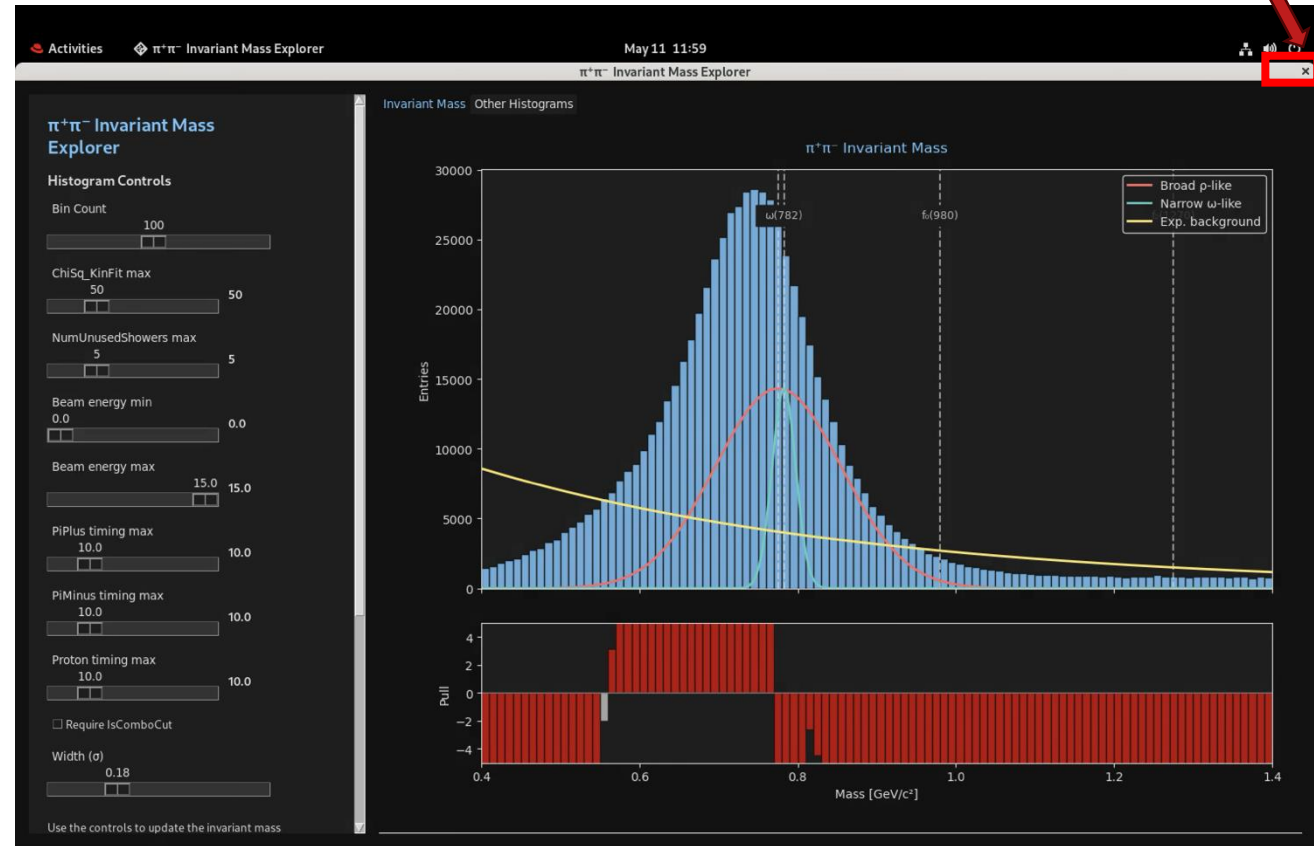 Activities
π⁺π⁻ Invariant Mass Explorer
May 11 11:59
π⁺π⁻ Invariant Mass Explorer
×
π⁺π⁻ Invariant Mass
Explorer
Histogram Controls
Bin Count
100
ChiSq_KinFit max
50
50
NumUnusedShowers max
5
5
Beam energy min
0.0
0.0
Beam energy max
15.0
15.0
PiPlus timing max
10.0
10.0
PiMinus timing max
10.0
10.0
Proton timing max
10.0
10.0
Require IsComboCut
Width (σ)
0.18
Use the controls to update the invariant mass
Invariant Mass Other Histograms
π⁺π⁻ Invariant Mass
30000
25000
20000
15000
10000
5000
0
Entries
ω(782)
f₀(980)
Broad ρ-like
Narrow ω-like
Exp. background
4
2
0
−2
−4
Pull
0.4 0.6 0.8 1.0 1.2 1.4
Mass [GeV/c²]